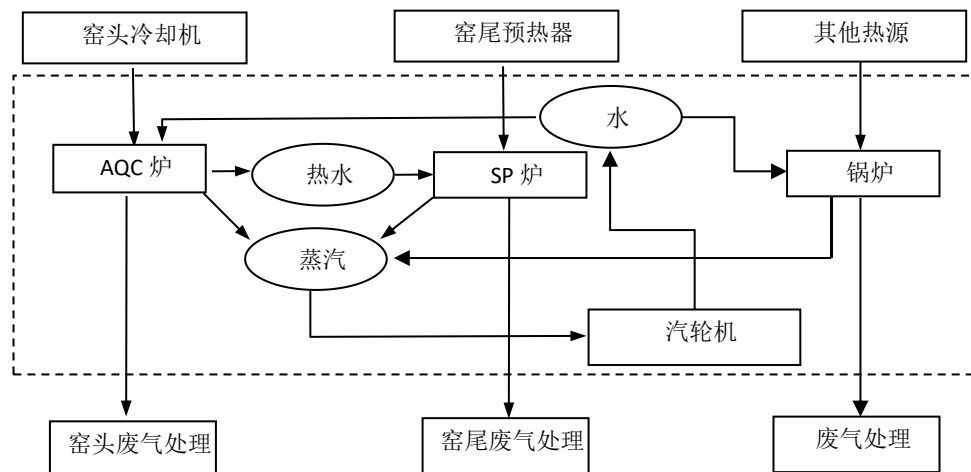 窑头冷却机
窑尾预热器
其他热源
水
AQC 炉
热水
SP 炉
锅炉
蒸汽
汽轮机
窑头废气处理
窑尾废气处理
废气处理